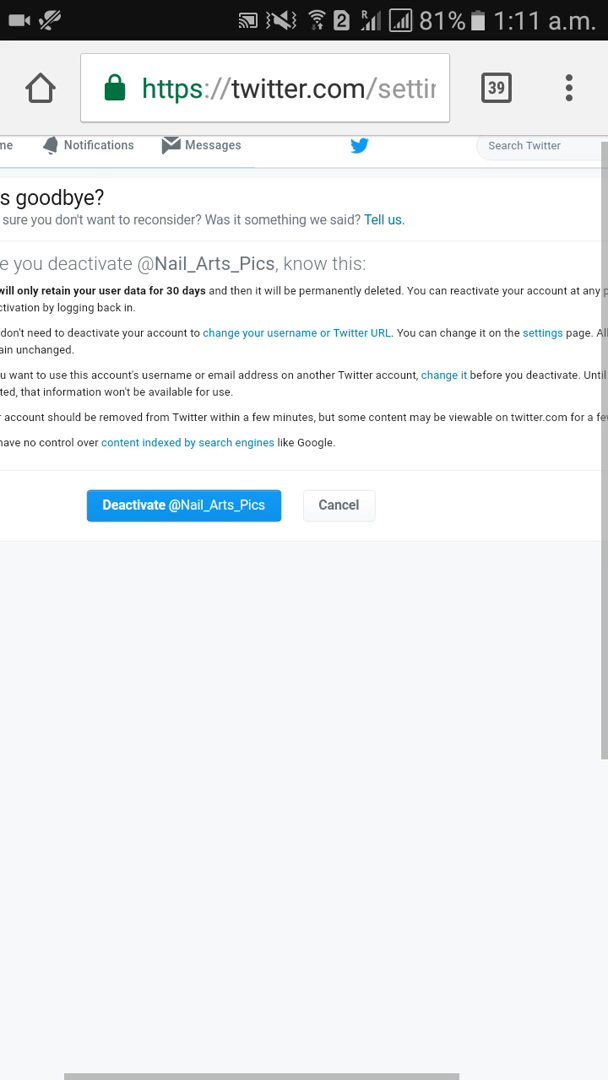 2 R 81% 1:11 a.m.
https://twitter.com/settin 39
me Notifications Messages Search Twitter
s goodbye?
sure you don't want to reconsider? Was it something we said? Tell us.
e you deactivate @Nail_Arts_Pics, know this:
will only retain your user data for 30 days and then it will be permanently deleted. You can reactivate your account at any p
ctivation by logging back in.
don't need to deactivate your account to change your username or Twitter URL. You can change it on the settings page. Al
ain unchanged.
u want to use this account's username or email address on another Twitter account, change it before you deactivate. Until
ted, that information won't be available for use.
r account should be removed from Twitter within a few minutes, but some content may be viewable on twitter.com for a fe
have no control over content indexed by search engines like Google.
Deactivate @Nail_Arts_Pics Cancel